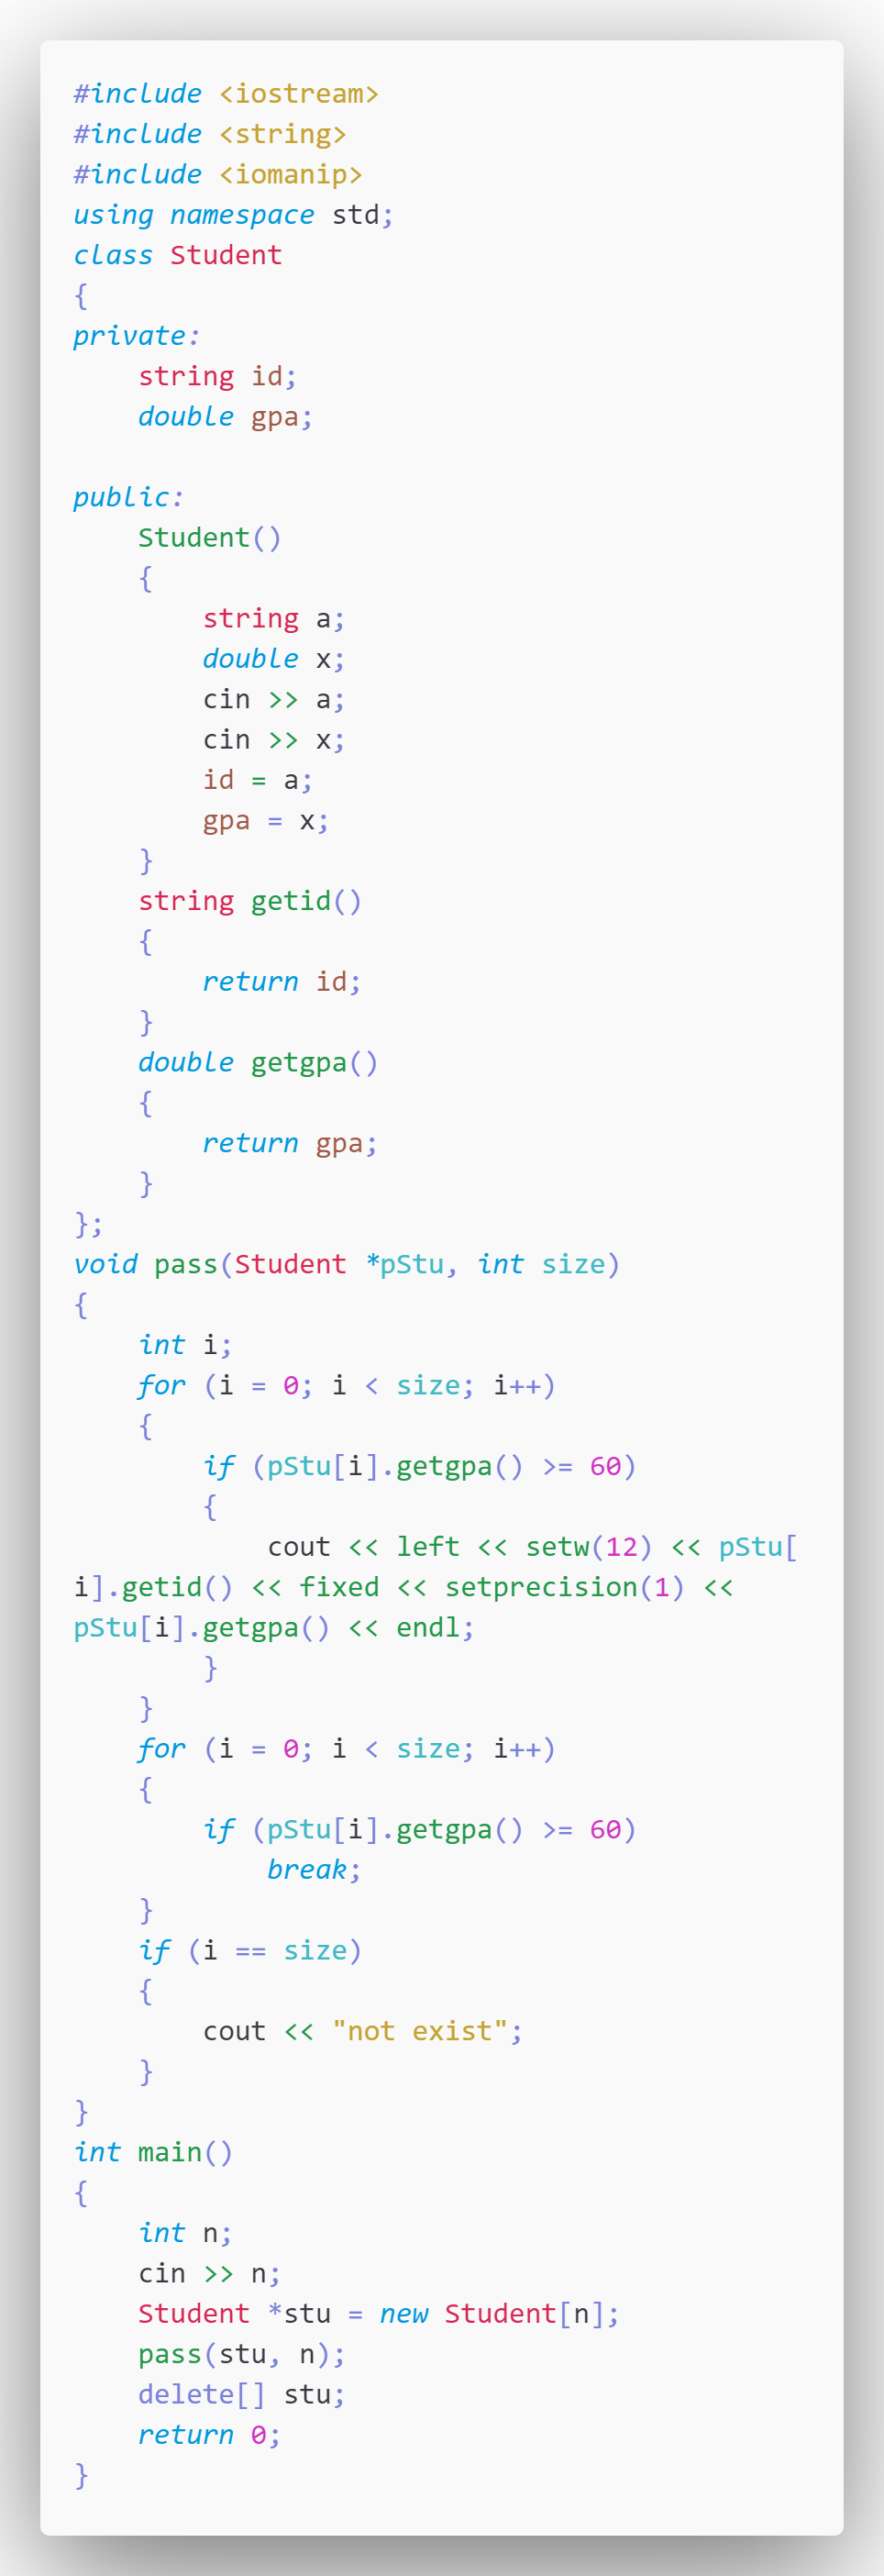 #include <iostream>
#include <string>
#include <iomanip>
using namespace std;
class Student
{
private:
    string id;
    double gpa;

public:
    Student()
    {
        string a;
        double x;
        cin >> a;
        cin >> x;
        id = a;
        gpa = x;
    }
    string getid()
    {
        return id;
    }
    double getgpa()
    {
        return gpa;
    }
};
void pass(Student *pStu, int size)
{
    int i;
    for (i = 0; i < size; i++)
    {
        if (pStu[i].getgpa() >= 60)
        {
            cout << left << setw(12) << pStu[
i].getid() << fixed << setprecision(1) <<
pStu[i].getgpa() << endl;
        }
    }
    for (i = 0; i < size; i++)
    {
        if (pStu[i].getgpa() >= 60)
            break;
    }
    if (i == size)
    {
        cout << "not exist";
    }
}
int main()
{
    int n;
    cin >> n;
    Student *stu = new Student[n];
    pass(stu, n);
    delete[] stu;
    return 0;
}